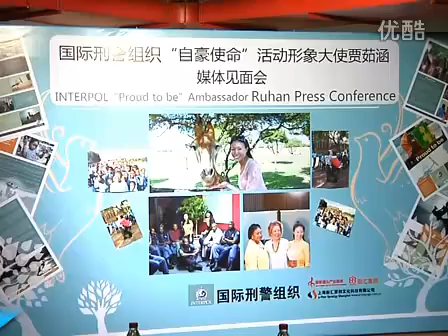 优酷
国际刑警组织“自豪使命”活动形象大使贾茹涵
媒体见面会
INTERPOL "Proud to be" Ambassador Ruhan Press Conference
INTERPOL
国际刑警组织